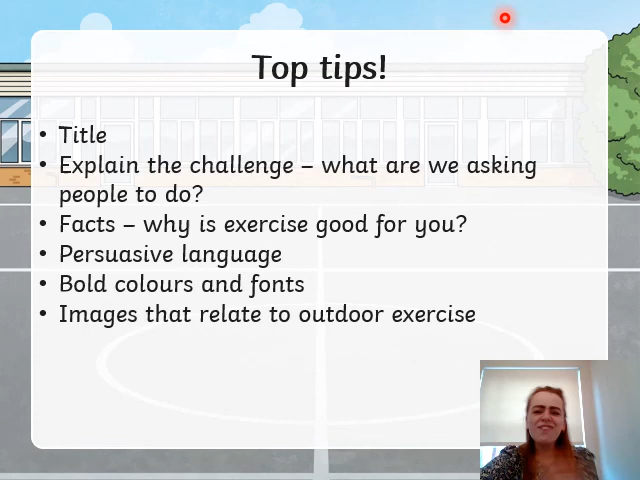 Top tips!
• Title
• Explain the challenge – what are we asking
people to do?
• Facts – why is exercise good for you?
• Persuasive language
• Bold colours and fonts
• Images that relate to outdoor exercise